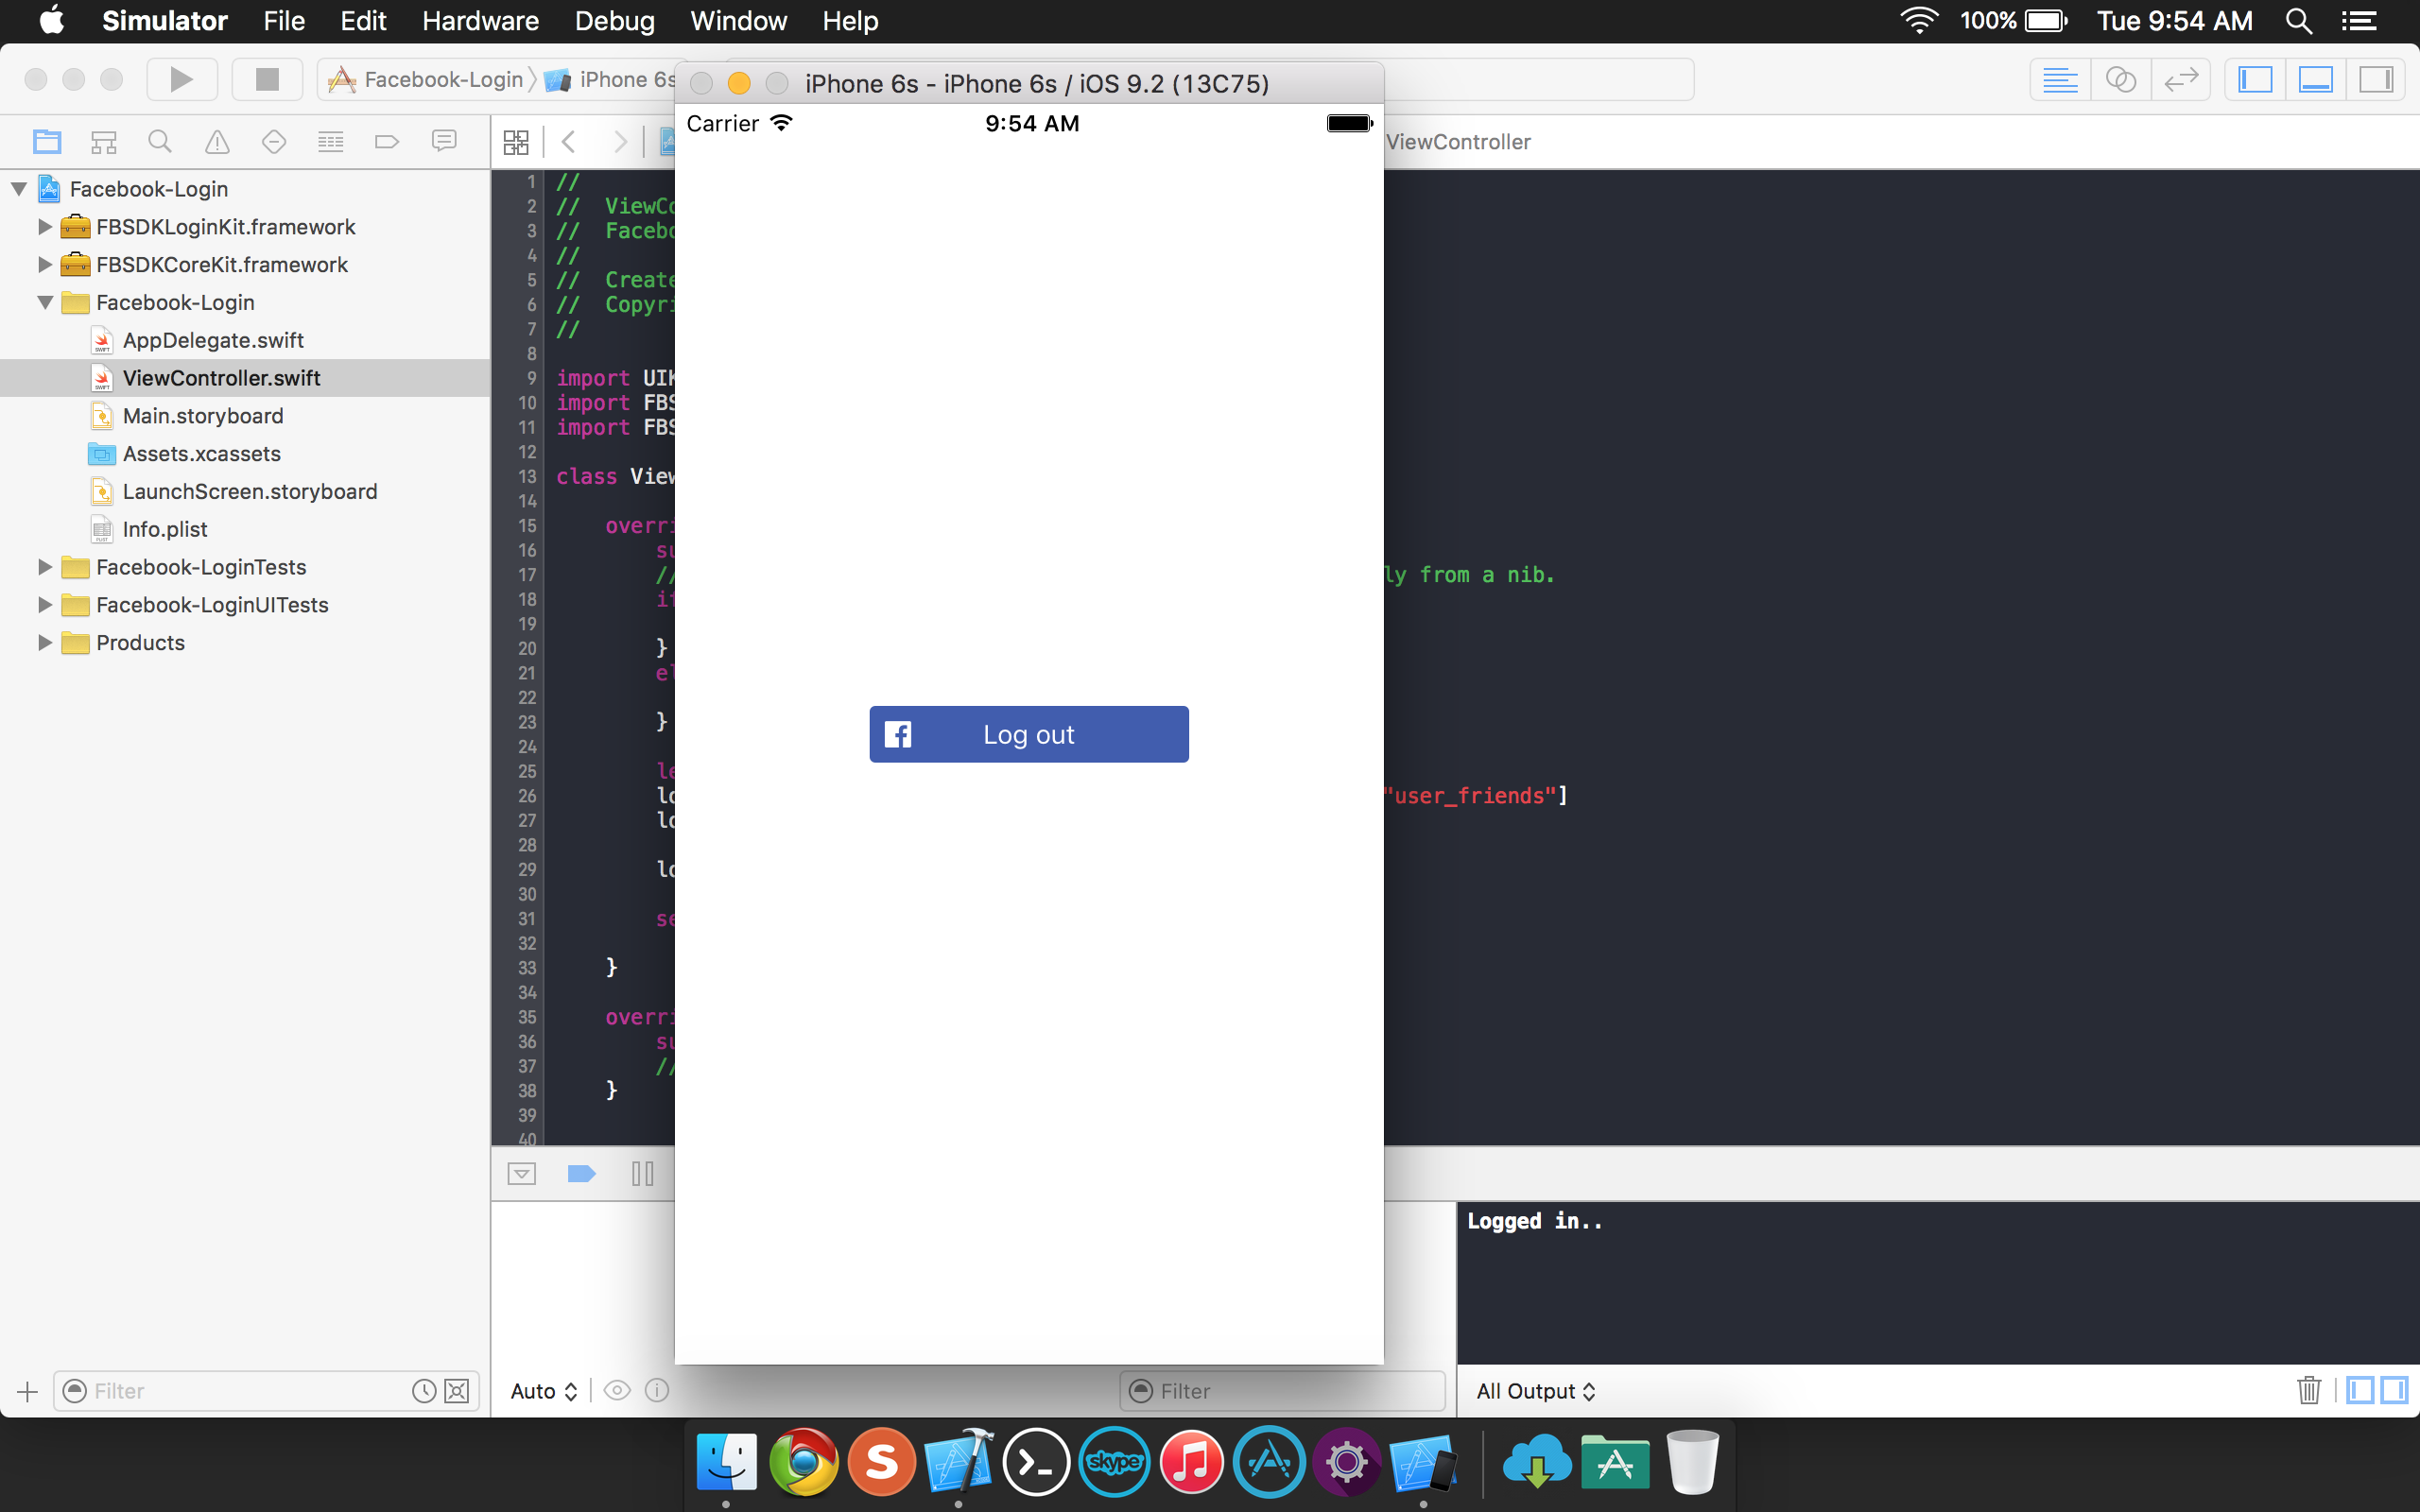 Simulator File Edit Hardware Debug Window Help 100% Tue 9:54 AM
Facebook-Login iPhone 6s
iPhone 6s - iPhone 6s / iOS 9.2 (13C75)
Carrier 9:54 AM
ViewController
Facebook-Login
FBSDKLoginKit.framework
FBSDKCoreKit.framework
Facebook-Login
AppDelegate.swift
ViewController.swift
Main.storyboard
Assets.xcassets
LaunchScreen.storyboard
Info.plist
Facebook-LoginTests
Facebook-LoginUITests
Products
1 //
2 // ViewCo
3 // Facebo
4 //
5 // Create
6 // Copyri
7 //
8
9 import UIK
10 import FBS
11 import FBS
12
13 class View
14
15 overri
16 su
17 // ly from a nib.
18 if
19
20 }
21 el
22
23 }
24
25 le
26 lo "user_friends"]
27 lo
28
29 lo
30
31 se
32
33 }
34
35 overri
36 su
37 //
38 }
39
40
Log out
Logged in..
Filter
Auto
Filter
All Output
S
skype